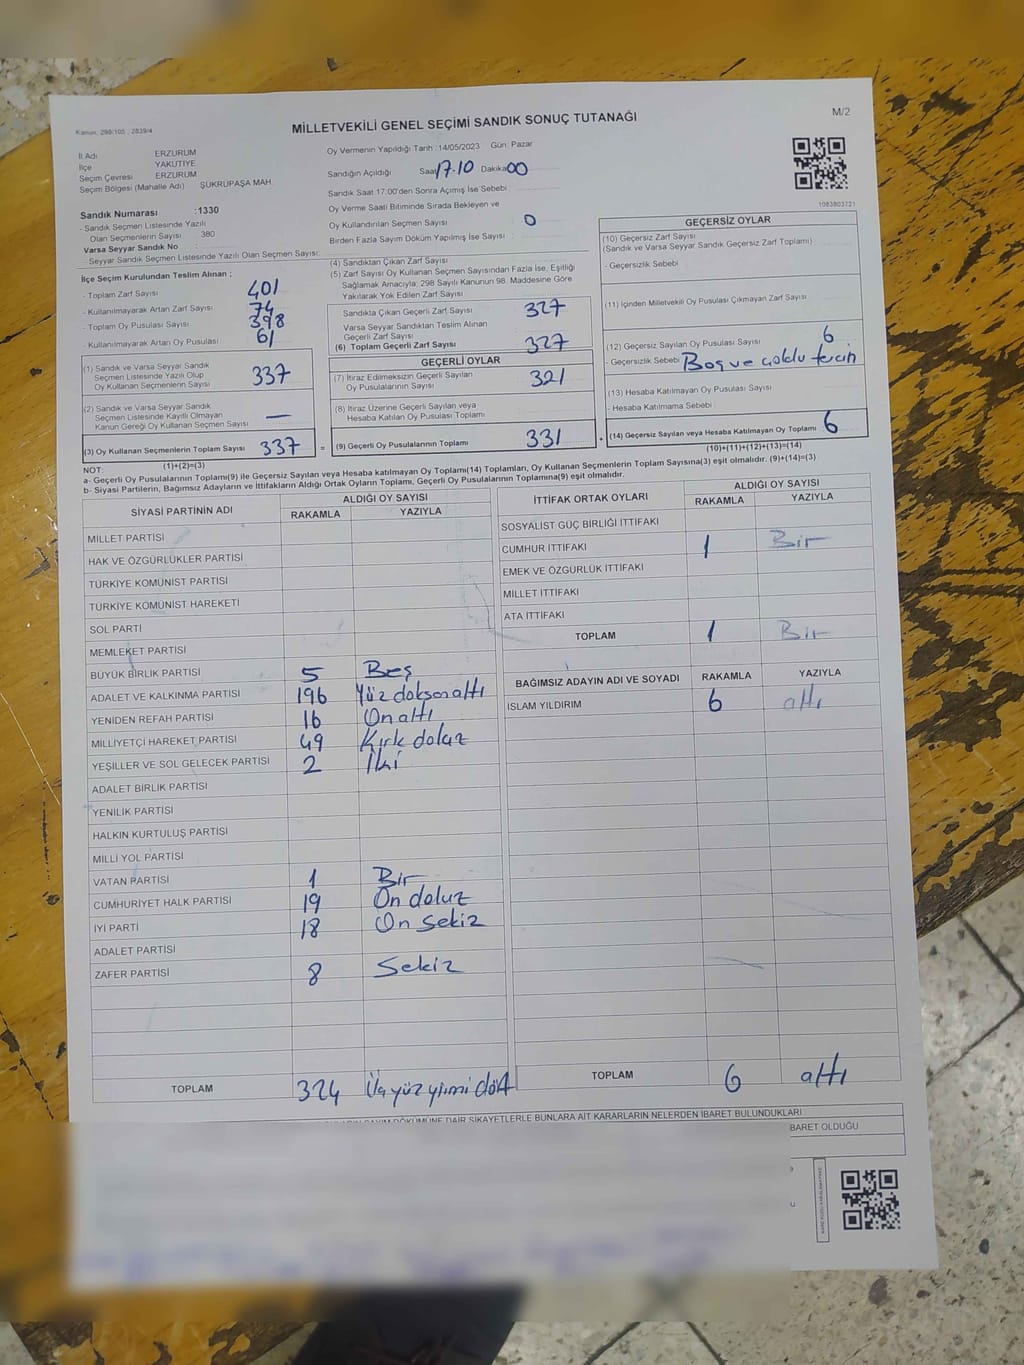 Kanun, 298/105 , 2839/4
MİLLETVEKİLİ GENEL SEÇİMİ SANDIK SONUÇ TUTANAĞI
M/2
İl Adı ERZURUM
İlçe YAKUTİYE
Seçim Çevresi ERZURUM
Seçim Bölgesi (Mahalle Adı) ŞÜKRÜPAŞA MAH.
Sandık Numarası :1330
- Sandık Seçmen Listesinde Yazılı
Olan Seçmenlerin Sayısı 380
Varsa Seyyar Sandık No
- Seyyar Sandık Seçmen Listesinde Yazılı Olan Seçmen Sayısı:
İlçe Seçim Kurulundan Teslim Alınan ;
- Toplam Zarf Sayısı 401
- Kullanılmayarak Artan Zarf Sayısı 74
- Toplam Oy Pusulası Sayısı 398
- Kullanılmayarak Artan Oy Pusulası 61
(1) Sandık ve Varsa Seyyar Sandık
Seçmen Listesinde Yazılı Olup
Oy Kullanan Seçmenlerin Sayısı 337
(2) Sandık ve Varsa Seyyar Sandık
Seçmen Listesinde Kayıtlı Olmayan
Kanun Gereği Oy Kullanan Seçmen Sayısı —
(3) Oy Kullanan Seçmenlerin Toplam Sayısı 337 =
(1)+(2)=(3)
Oy Vermenin Yapıldığı Tarih :14/05/2023 Gün: Pazar
Sandığın Açıldığı Saat 17.10 Dakika 00
Sandık Saat 17.00'den Sonra Açılmış İse Sebebi
Oy Verme Saati Bitiminde Sırada Bekleyen ve
Oy Kullandırılan Seçmen Sayısı : 0
Birden Fazla Sayım Döküm Yapılmış İse Sayısı :
(4) Sandıktan Çıkan Zarf Sayısı
(5) Zarf Sayısı Oy Kullanan Seçmen Sayısından Fazla İse, Eşitliği
Sağlamak Amacıyla; 298 Sayılı Kanunun 98. Maddesine Göre
Yakılarak Yok Edilen Zarf Sayısı
Sandıkta Çıkan Geçerli Zarf Sayısı 327
Varsa Seyyar Sandıktan Teslim Alınan
Geçerli Zarf Sayısı
(6) Toplam Geçerli Zarf Sayısı 327
GEÇERLİ OYLAR
(7) İtiraz Edilmeksizin Geçerli Sayılan
Oy Pusulalarının Sayısı 321
(8) İtiraz Üzerine Geçerli Sayılan veya
Hesaba Katılan Oy Pusulası Toplamı
(9) Geçerli Oy Pusulalarının Toplamı 331 +
1083803721
GEÇERSİZ OYLAR
(10) Geçersiz Zarf Sayısı
(Sandık ve Varsa Seyyar Sandık Geçersiz Zarf Toplamı)
- Geçersizlik Sebebi
(11) İçinden Milletvekili Oy Pusulası Çıkmayan Zarf Sayısı
(12) Geçersiz Sayılan Oy Pusulası Sayısı 6
- Geçersizlik Sebebi Boş ve çoklu tercih
(13) Hesaba Katılmayan Oy Pusulası Sayısı
- Hesaba Katılmama Sebebi
(14) Geçersiz Sayılan veya Hesaba Katılmayan Oy Toplamı 6
(10)+(11)+(12)+(13)=(14)
NOT:
a- Geçerli Oy Pusulalarının Toplamı(9) ile Geçersiz Sayılan veya Hesaba katılmayan Oy Toplamı(14) Toplamları, Oy Kullanan Seçmenlerin Toplam Sayısına(3) eşit olmalıdır. (9)+(14)=(3)
b- Siyasi Partilerin, Bağımsız Adayların ve İttifakların Aldığı Ortak Oyların Toplamı, Geçerli Oy Pusulalarının Toplamına(9) eşit olmalıdır.
SİYASİ PARTİNİN ADI ALDIĞI OY SAYISI
RAKAMLA YAZIYLA
MİLLET PARTİSİ
HAK VE ÖZGÜRLÜKLER PARTİSİ
TÜRKİYE KOMÜNİST PARTİSİ
TÜRKİYE KOMÜNİST HAREKETİ
SOL PARTİ
MEMLEKET PARTİSİ
BÜYÜK BİRLİK PARTİSİ 5 Beş
ADALET VE KALKINMA PARTİSİ 196 Yüz doksan altı
YENİDEN REFAH PARTİSİ 16 On altı
MİLLİYETÇİ HAREKET PARTİSİ 49 Kırk dokuz
YEŞİLLER VE SOL GELECEK PARTİSİ 2 İki
ADALET BİRLİK PARTİSİ
YENİLİK PARTİSİ
HALKIN KURTULUŞ PARTİSİ
MİLLİ YOL PARTİSİ
VATAN PARTİSİ 1 Bir
CUMHURİYET HALK PARTİSİ 19 On dokuz
İYİ PARTİ 18 On sekiz
ADALET PARTİSİ
ZAFER PARTİSİ 8 Sekiz
TOPLAM 324 yirmi dört
İTTİFAK ORTAK OYLARI ALDIĞI OY SAYISI
RAKAMLA YAZIYLA
SOSYALİST GÜÇ BİRLİĞİ İTTİFAKI
CUMHUR İTTİFAKI 1 Bir
EMEK VE ÖZGÜRLÜK İTTİFAKI
MİLLET İTTİFAKI
ATA İTTİFAKI
TOPLAM 1 Bir
BAĞIMSIZ ADAYIN ADI VE SOYADI RAKAMLA YAZIYLA
İSLAM YILDIRIM 6 altı
TOPLAM 6 altı
DÖKÜMÜNE DAİR ŞİKAYETLERLE BUNLARA AİT KARARLARIN NELERDEN İBARET BULUNDUKLARI
BARET OLDUĞU